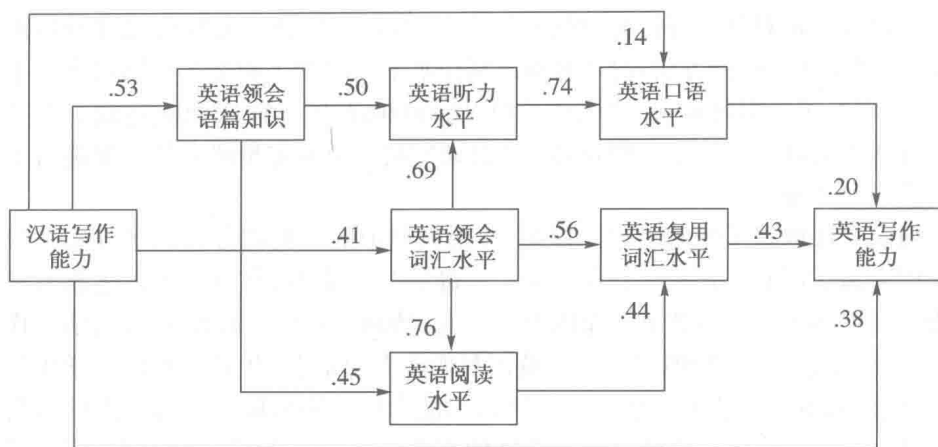 .14
.53
英语领会
语篇知识
.50
英语听力
水平
.74
英语口语
水平
.69
.20
汉语写作
能力
.41
英语领会
词汇水平
.56
英语复用
词汇水平
.43
英语写作
能力
.76
.44
.38
.45
英语阅读
水平